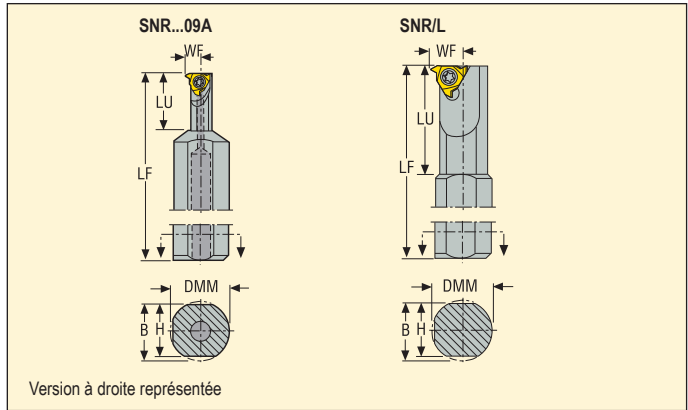 SNR...09A
SNR/L
WF
WF
LU
LU
LF
LF
DMM
DMM
B H
B H
Version à droite représentée